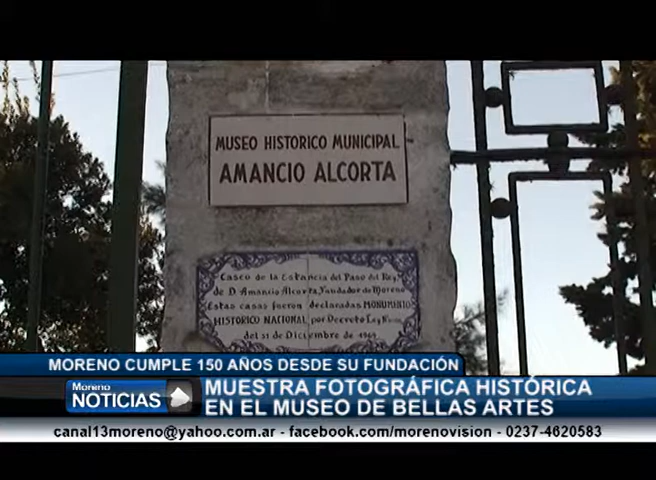 MUSEO HISTORICO MUNICIPAL
AMANCIO ALCORTA
CASCO DE LA ESTANCIA DEL PASO DEL REY,
DE D. AMANCIO ALCORTA, FUNDADOR DE MORENO
ESTAS CASAS FUERON DECLARADAS MONUMENTO
HISTORICO NACIONAL POR DECRETO LEY
DEL 31 DE DICIEMBRE DE
MORENO CUMPLE 150 AÑOS DESDE SU FUNDACIÓN
Moreno
NOTICIAS
MUESTRA FOTOGRÁFICA HISTÓRICA
EN EL MUSEO DE BELLAS ARTES
canal13moreno@yahoo.com.ar - facebook.com/morenovision - 0237-4620583